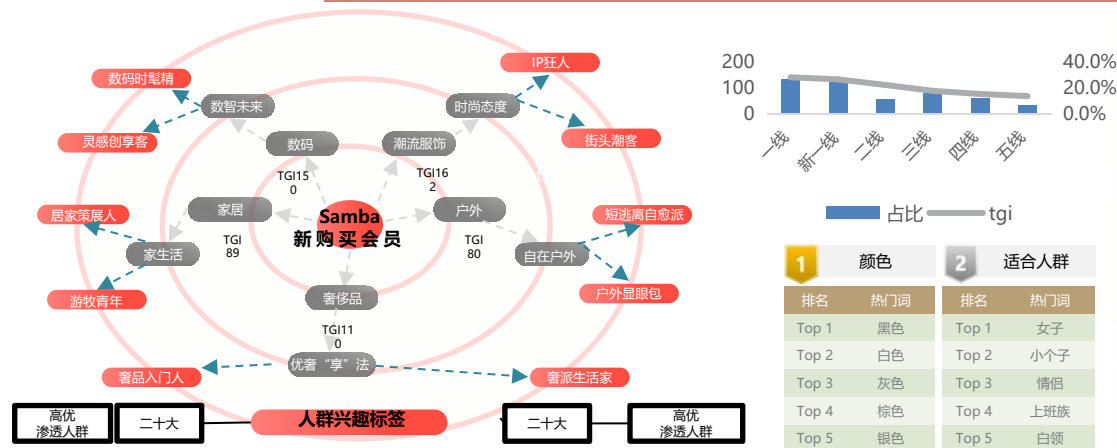 IP狂人
数码时髦精
数智未来
时尚态度
灵感创享客
数码
潮流服饰
街头潮客
TGI15
0
TGI16
2
居家策展人
家居
Samba
新购买会员
户外
短逃离自愈派
TGI
89
TGI
80
家生活
自在户外
游牧青年
奢侈品
户外显眼包
TGI11
0
优奢“享”法
奢品入门人
奢派生活家
高优
渗透人群
二十大
人群兴趣标签
二十大
高优
渗透人群
200
100
0
40.0%
20.0%
0.0%
一线
新一线
二线
三线
四线
五线
占比
tgi
1 颜色
2 适合人群
排名 热门词 排名 热门词
Top 1 黑色 Top 1 女子
Top 2 白色 Top 2 小个子
Top 3 灰色 Top 3 情侣
Top 4 棕色 Top 4 上班族
Top 5 银色 Top 5 白领